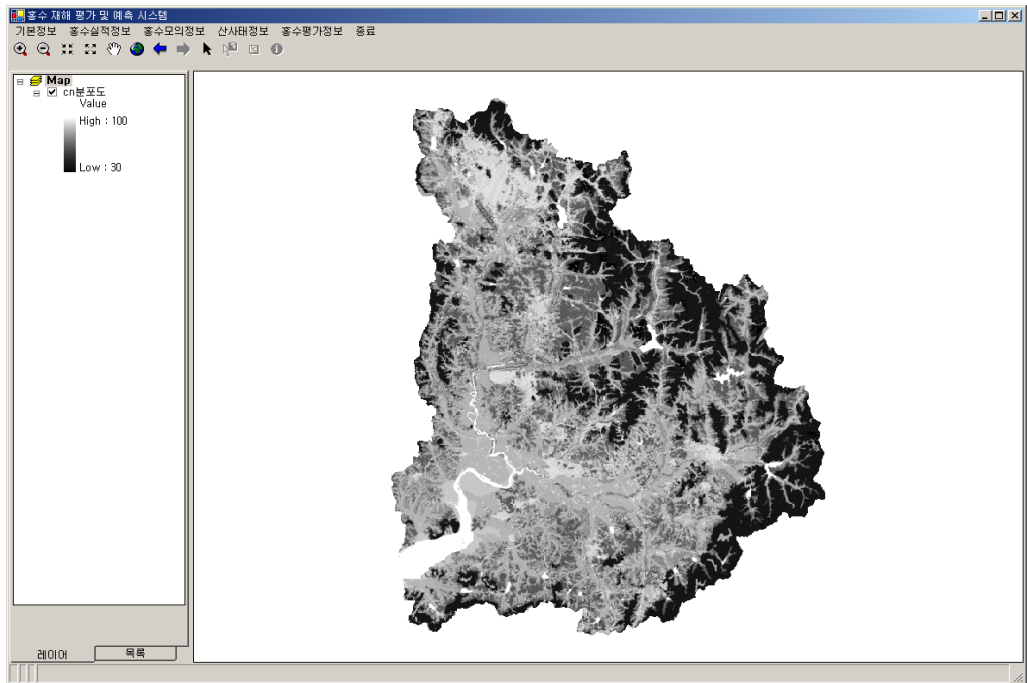 홍수 재해 평가 및 예측 시스템
기본정보 홍수실적정보 홍수모의정보 산사태정보 홍수평가정보 종료
Map
cn분포도
Value
High : 100
Low : 30
레이어 목록